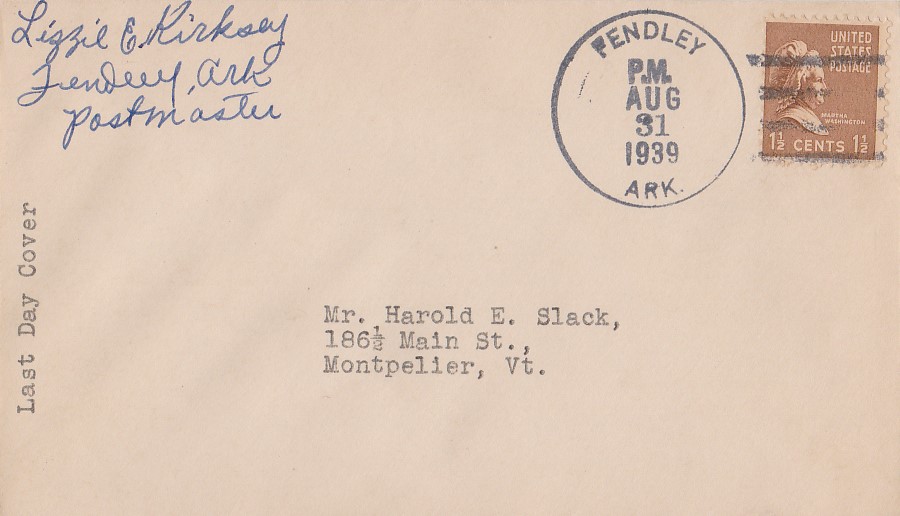 Lizzie E. Kirksey
Fendley, Ark
Postmaster
FENDLEY
P.M.
AUG
31
1939
ARK.
UNITED
STATES
POSTAGE
MARTHA
WASHINGTON
1½ CENTS 1½
Last Day Cover
Mr. Harold E. Slack,
186½ Main St.,
Montpelier, Vt.